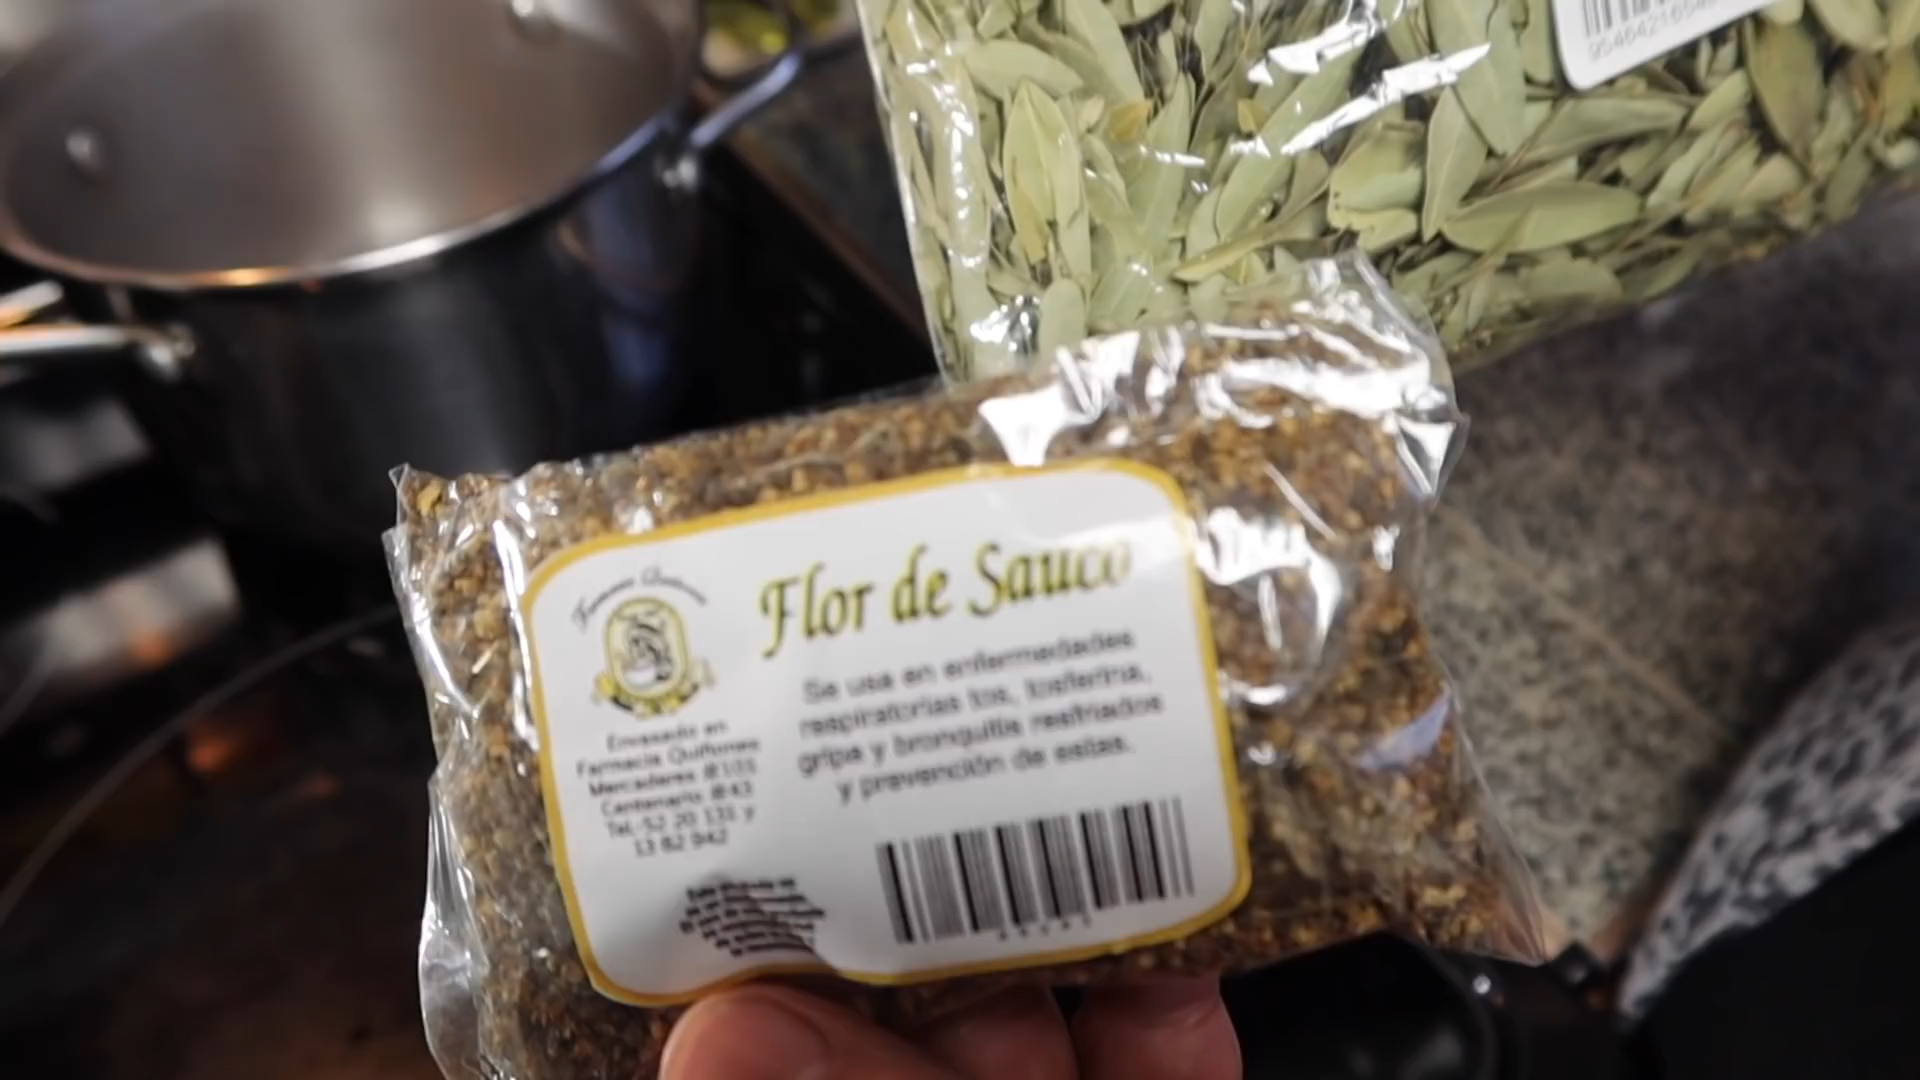 Flor de Sauco
Se usa en enfermedades
respiratorias tos, tosferina,
gripa y bronquitis resfriados
y prevención de estas.
Envasado en
Farmacia Quiñones
Mercaderes #105
Centenario #43
Tel: 52 20 131 y
13 82 942